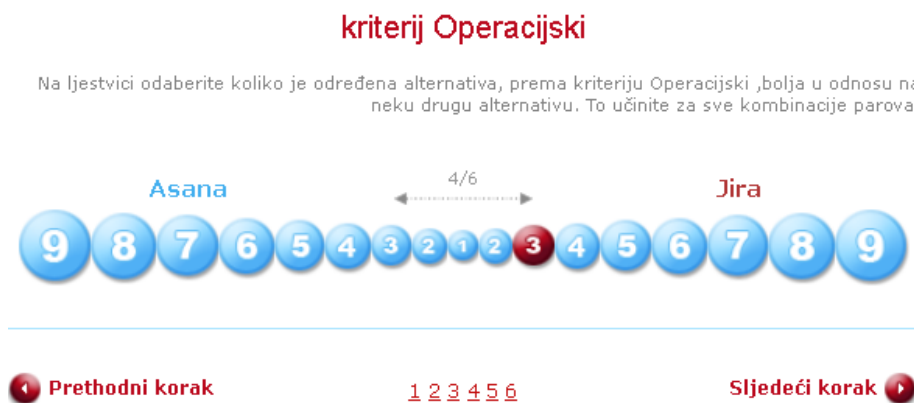 kriterij Operacijski
Na ljestvici odaberite koliko je određena alternativa, prema kriteriju Operacijski ,bolja u odnosu na
neku drugu alternativu. To učinite za sve kombinacije parova
Asana 4/6 Jira
9 8 7 6 5 4 3 2 1 2 3 4 5 6 7 8 9
Prethodni korak 1 2 3 4 5 6 Sljedeći korak